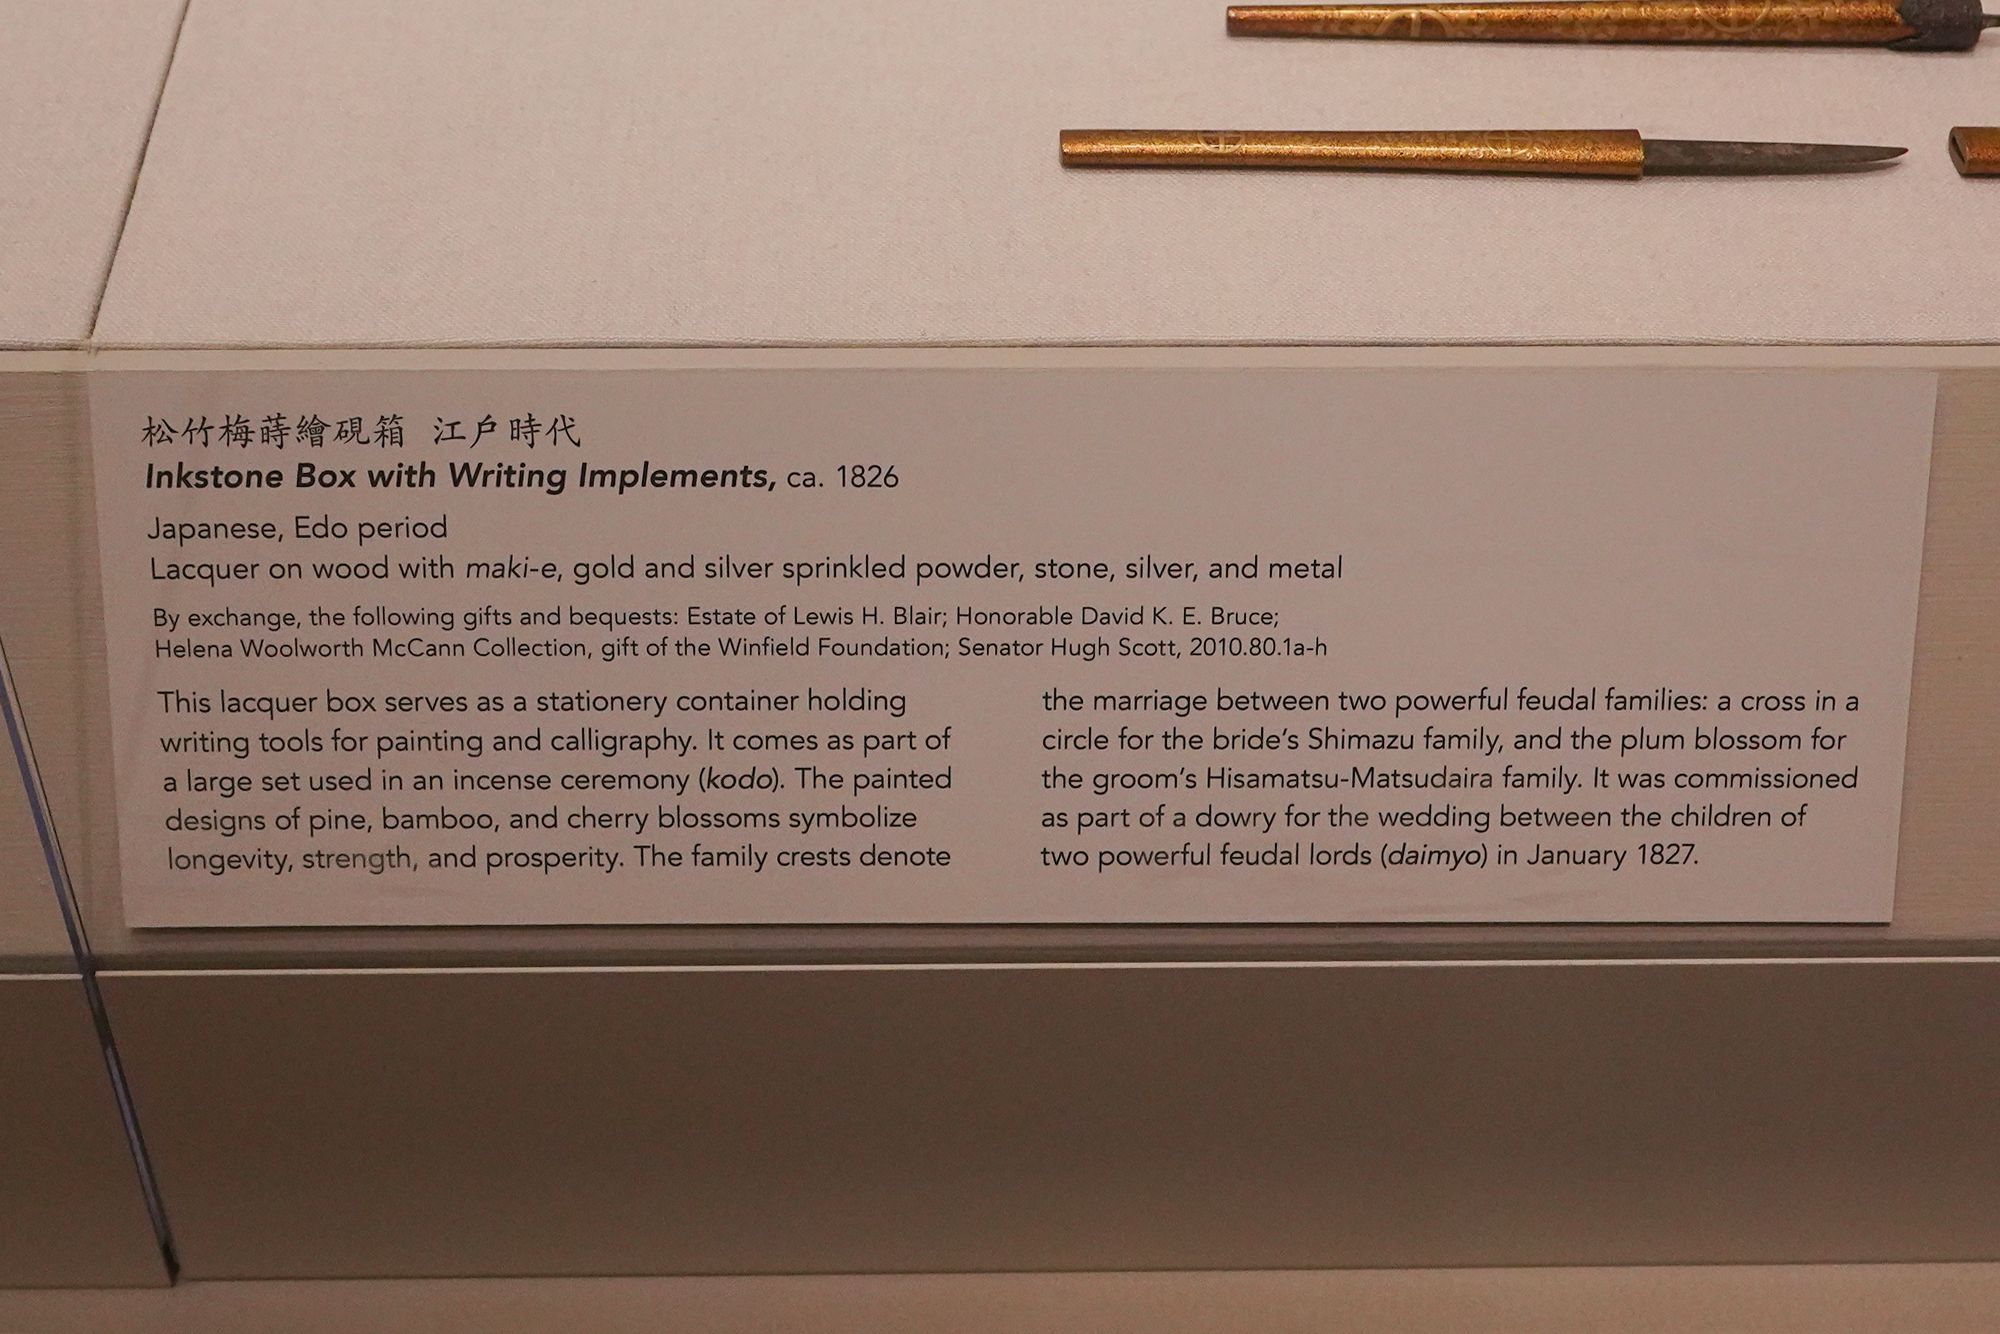 松竹梅蒔繪硯箱 江戶時代
Inkstone Box with Writing Implements, ca. 1826
Japanese, Edo period
Lacquer on wood with maki-e, gold and silver sprinkled powder, stone, silver, and metal
By exchange, the following gifts and bequests: Estate of Lewis H. Blair; Honorable David K. E. Bruce;
Helena Woolworth McCann Collection, gift of the Winfield Foundation; Senator Hugh Scott, 2010.80.1a-h
This lacquer box serves as a stationery container holding
writing tools for painting and calligraphy. It comes as part of
a large set used in an incense ceremony (kodo). The painted
designs of pine, bamboo, and cherry blossoms symbolize
longevity, strength, and prosperity. The family crests denote
the marriage between two powerful feudal families: a cross in a
circle for the bride's Shimazu family, and the plum blossom for
the groom's Hisamatsu-Matsudaira family. It was commissioned
as part of a dowry for the wedding between the children of
two powerful feudal lords (daimyo) in January 1827.